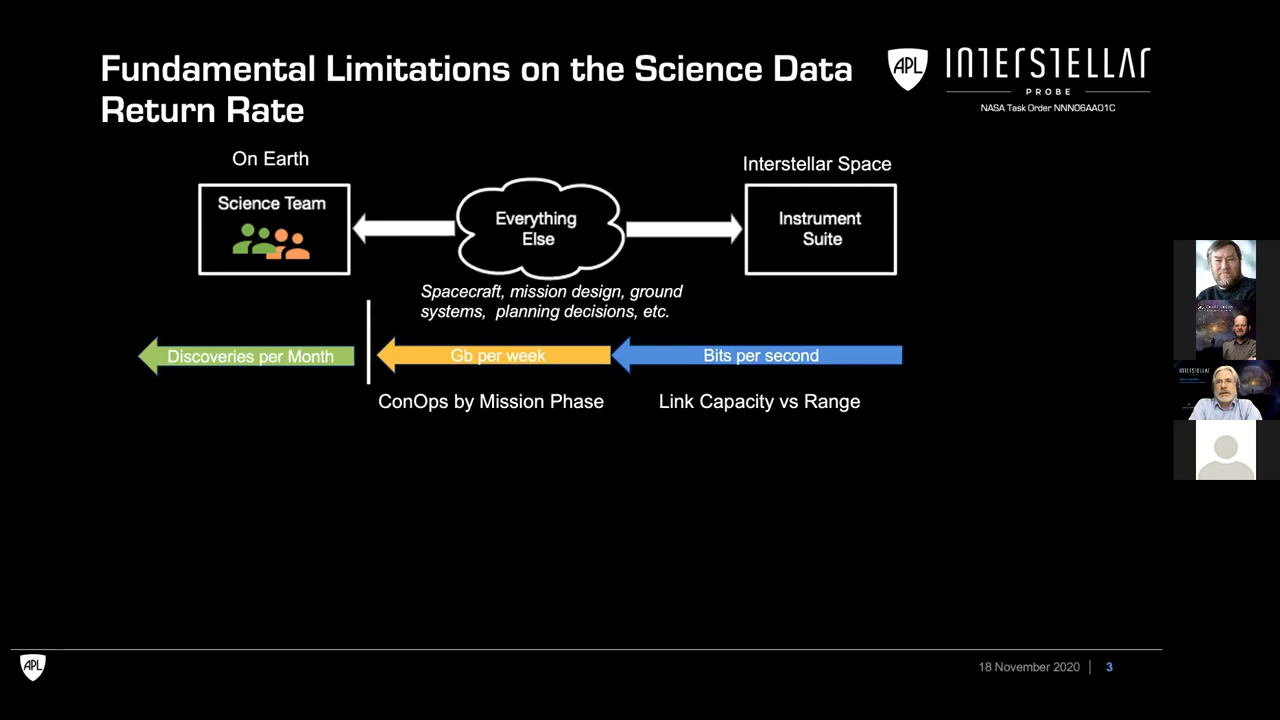 Fundamental Limitations on the Science Data
Return Rate
APL
INTERSTELLAR
PROBE
NASA Task Order NNN06AA01C
On Earth
Interstellar Space
Science Team
Everything
Else
Instrument
Suite
Spacecraft, mission design, ground
systems, planning decisions, etc.
Discoveries per Month
Gb per week
Bits per second
ConOps by Mission Phase
Link Capacity vs Range
APL
18 November 2020
3